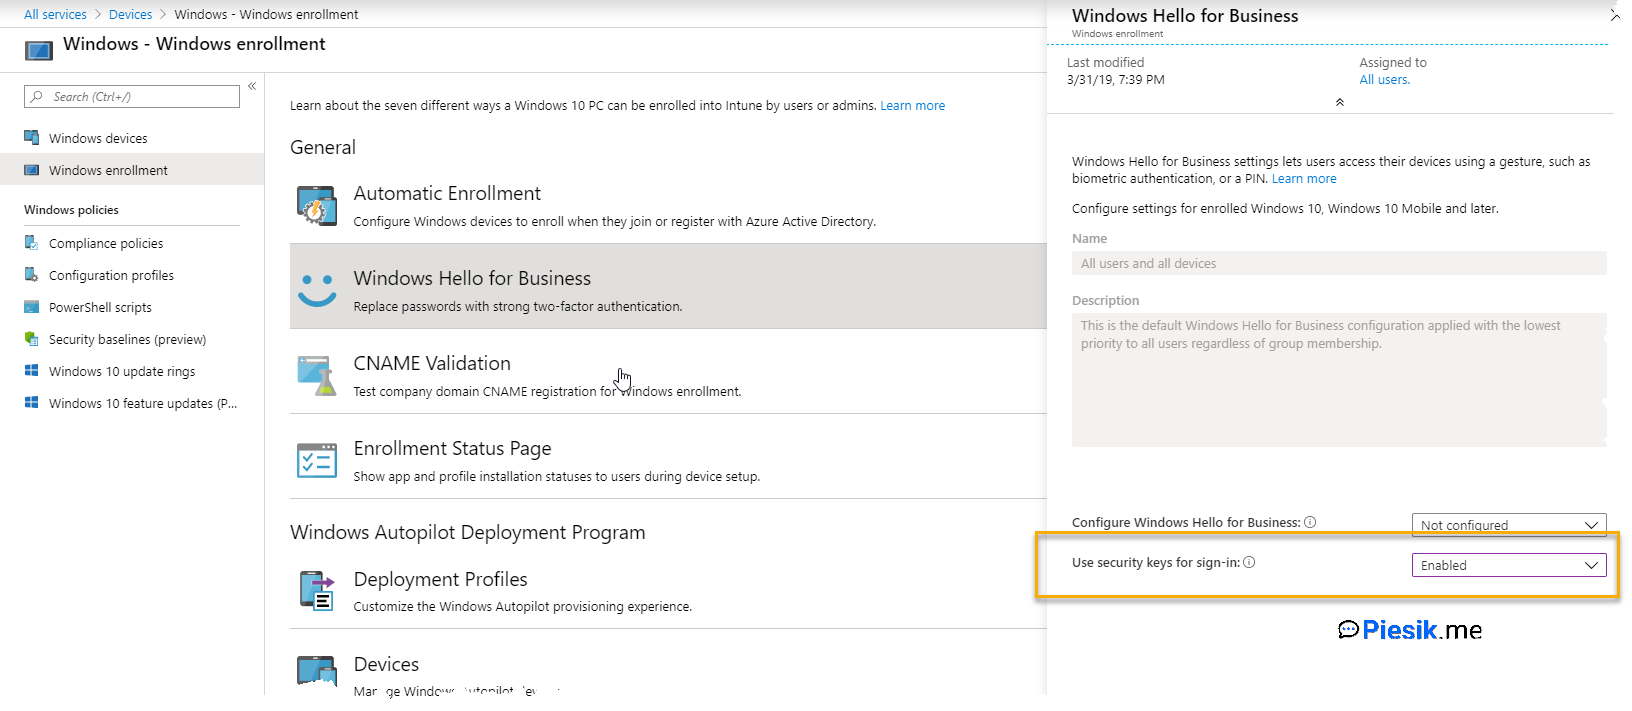 All services > Devices > Windows - Windows enrollment
Windows - Windows enrollment
Search (Ctrl+/)
«
Windows devices
Windows enrollment
Windows policies
Compliance policies
Configuration profiles
PowerShell scripts
Security baselines (preview)
Windows 10 update rings
Windows 10 feature updates (P...
Learn about the seven different ways a Windows 10 PC can be enrolled into Intune by users or admins. Learn more
General
Automatic Enrollment
Configure Windows devices to enroll when they join or register with Azure Active Directory.
Windows Hello for Business
Replace passwords with strong two-factor authentication.
CNAME Validation
Test company domain CNAME registration for Windows enrollment.
Enrollment Status Page
Show app and profile installation statuses to users during device setup.
Windows Autopilot Deployment Program
Deployment Profiles
Customize the Windows Autopilot provisioning experience.
Devices
Windows Hello for Business
Windows enrollment
Last modified
3/31/19, 7:39 PM
Assigned to
All users.
Windows Hello for Business settings lets users access their devices using a gesture, such as
biometric authentication, or a PIN. Learn more
Configure settings for enrolled Windows 10, Windows 10 Mobile and later.
Name
All users and all devices
Description
This is the default Windows Hello for Business configuration applied with the lowest
priority to all users regardless of group membership.
Configure Windows Hello for Business:
Not configured
Use security keys for sign-in:
Enabled
Piesik.me